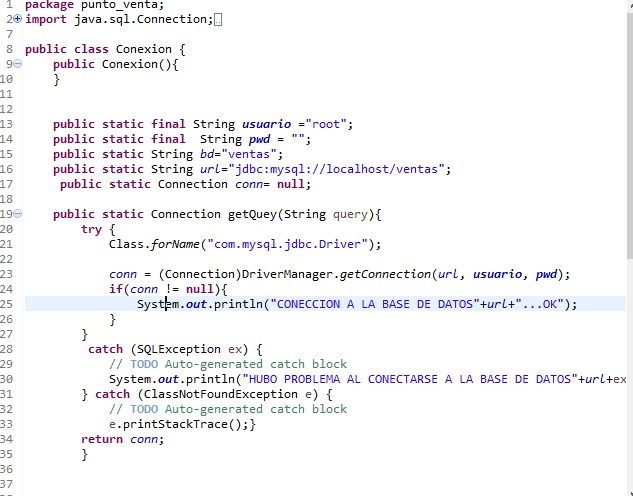 1 package punto_venta;
2 import java.sql.Connection;
7
8 public class Conexion {
9     public Conexion(){
10     }
11
12
13     public static final String usuario ="root";
14     public static final  String pwd = "";
15     public static String bd="ventas";
16     public static String url="jdbc:mysql://localhost/ventas";
17      public static Connection conn= null;
18
19     public static Connection getQuey(String query){
20         try {
21             Class.forName("com.mysql.jdbc.Driver");
22
23             conn = (Connection)DriverManager.getConnection(url, usuario, pwd);
24             if(conn != null){
25                 System.out.println("CONECCION A LA BASE DE DATOS"+url+"...OK");
26             }
27         }
28          catch (SQLException ex) {
29             // TODO Auto-generated catch block
30             System.out.println("HUBO PROBLEMA AL CONECTARSE A LA BASE DE DATOS"+url+ex
31         } catch (ClassNotFoundException e) {
32             // TODO Auto-generated catch block
33             e.printStackTrace();}
34         return conn;
35         }
36
37